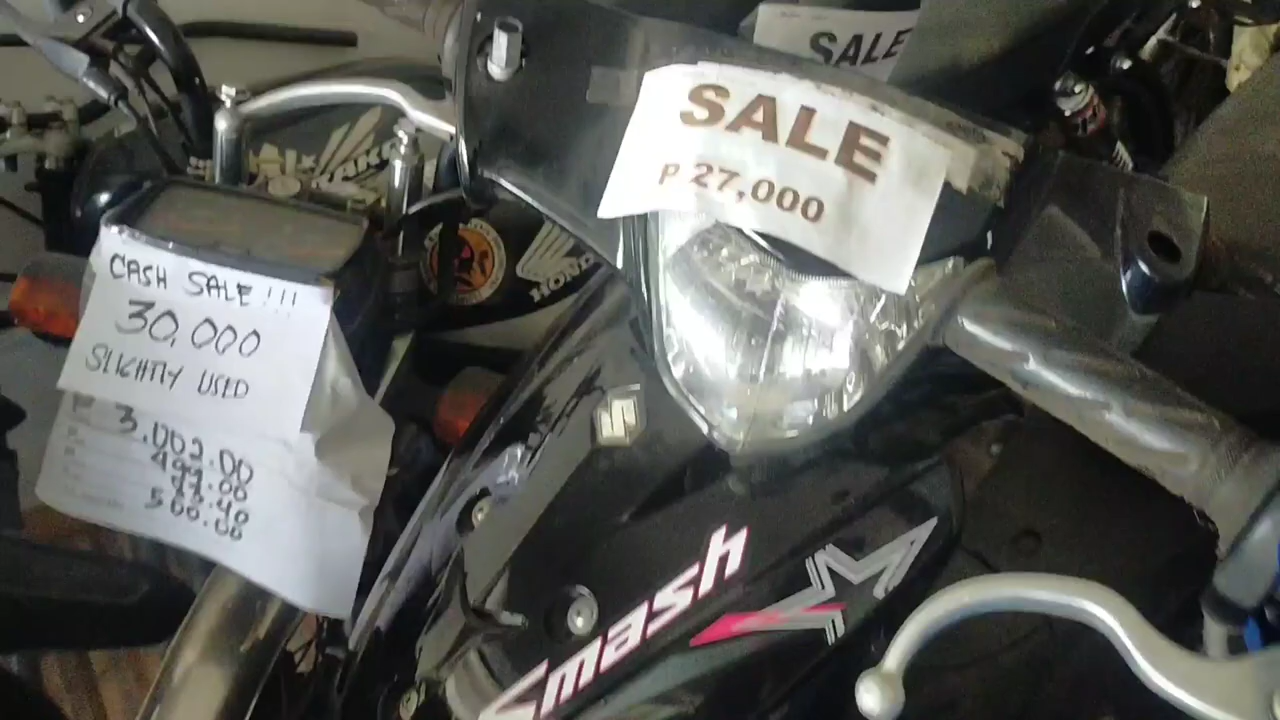 CASH SALE!!!
30,000
SLIGHTLY USED
3,002.00
499.00
500.00
SALE
SALE
₱ 27,000
HONDA
Smash